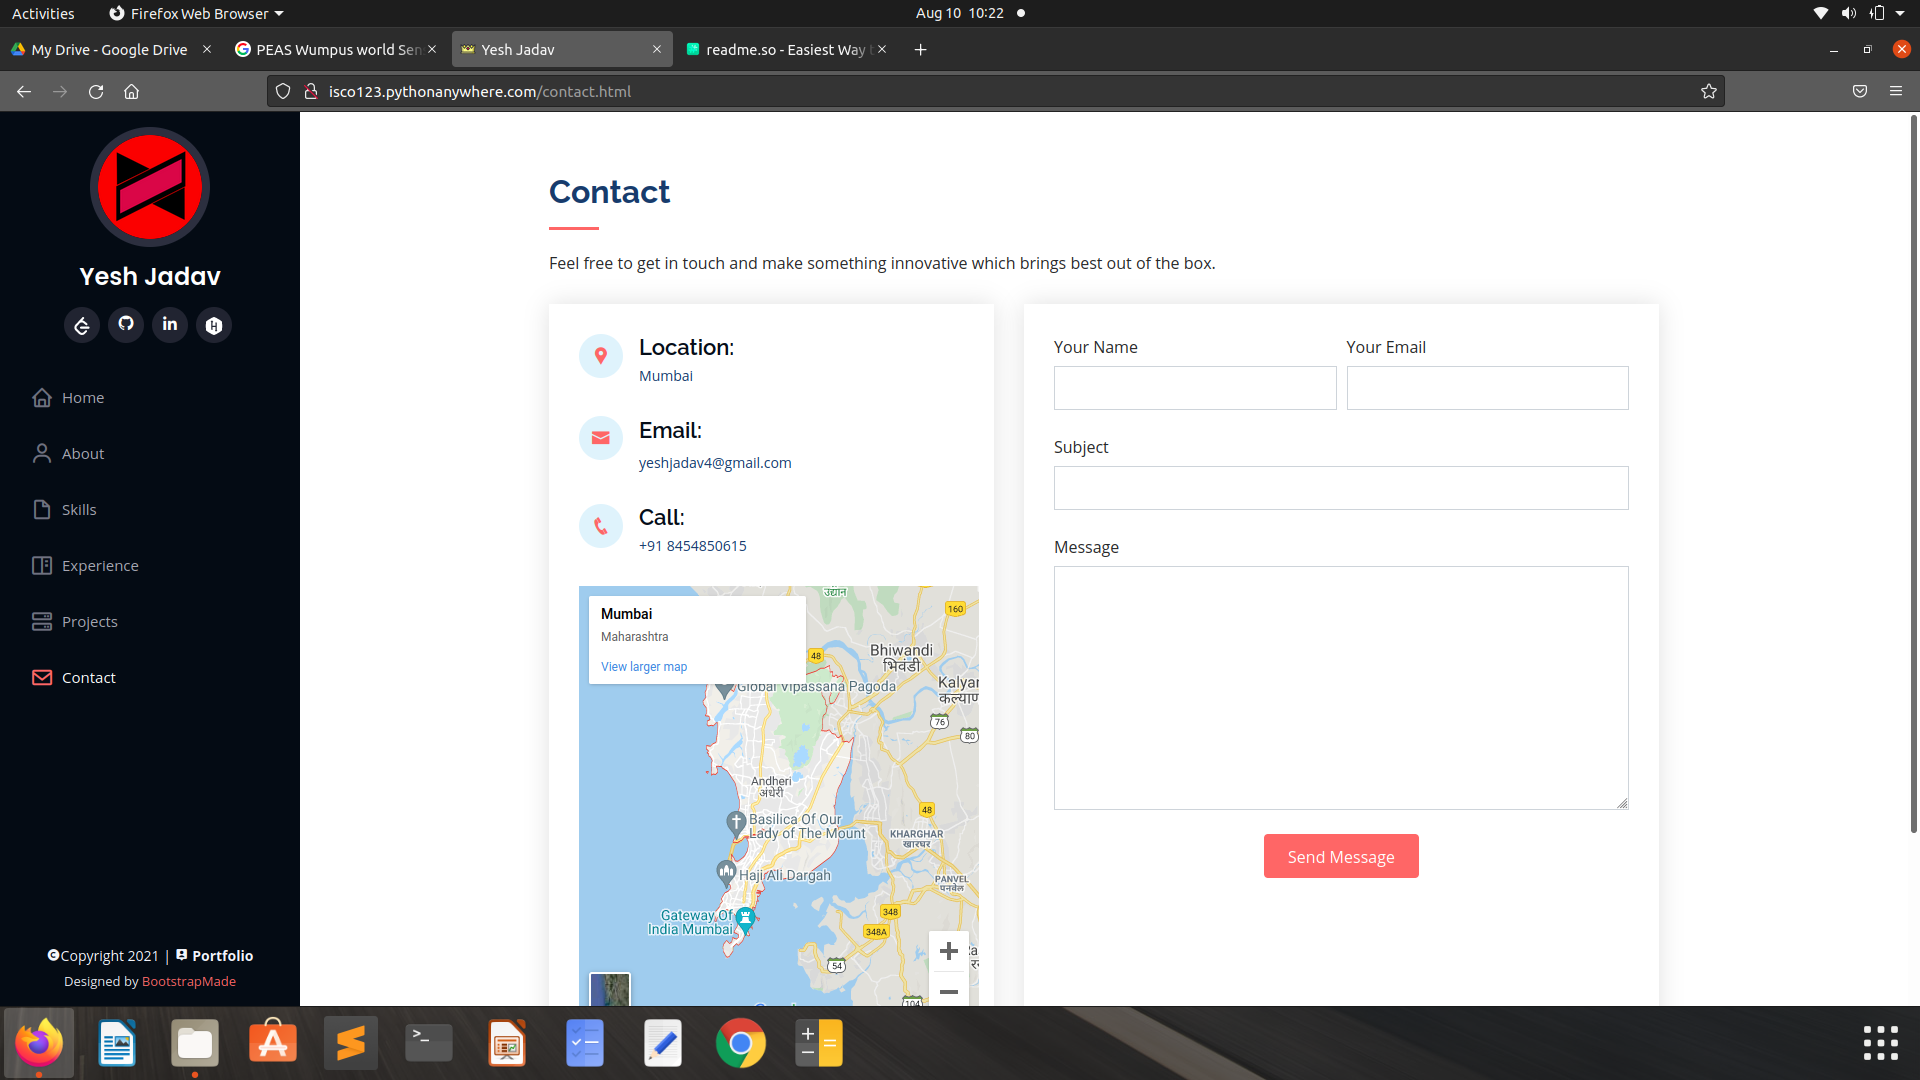 Activities
Firefox Web Browser
Aug 10 10:22
My Drive - Google Drive
PEAS Wumpus world Sen
Yesh Jadav
readme.so - Easiest Way t
isco123.pythonanywhere.com/contact.html
Yesh Jadav
Home
About
Skills
Experience
Projects
Contact
Copyright 2021 | Portfolio
Designed by BootstrapMade
Contact
Feel free to get in touch and make something innovative which brings best out of the box.
Location:
Mumbai
Email:
yeshjadav4@gmail.com
Call:
+91 8454850615
Mumbai
Maharashtra
View larger map
उद्यान
160
48
Bhiwandi
भिवंडी
Global Vipassana Pagoda
Kalyan
कल्याण
76
80
Andheri
अंधेरी
Basilica Of Our
Lady of The Mount
48
KHARGHAR
खारघर
Haji Ali Dargah
PANVEL
पनवेल
Gateway Of
India Mumbai
348
348A
54
104
Your Name
Your Email
Subject
Message
Send Message